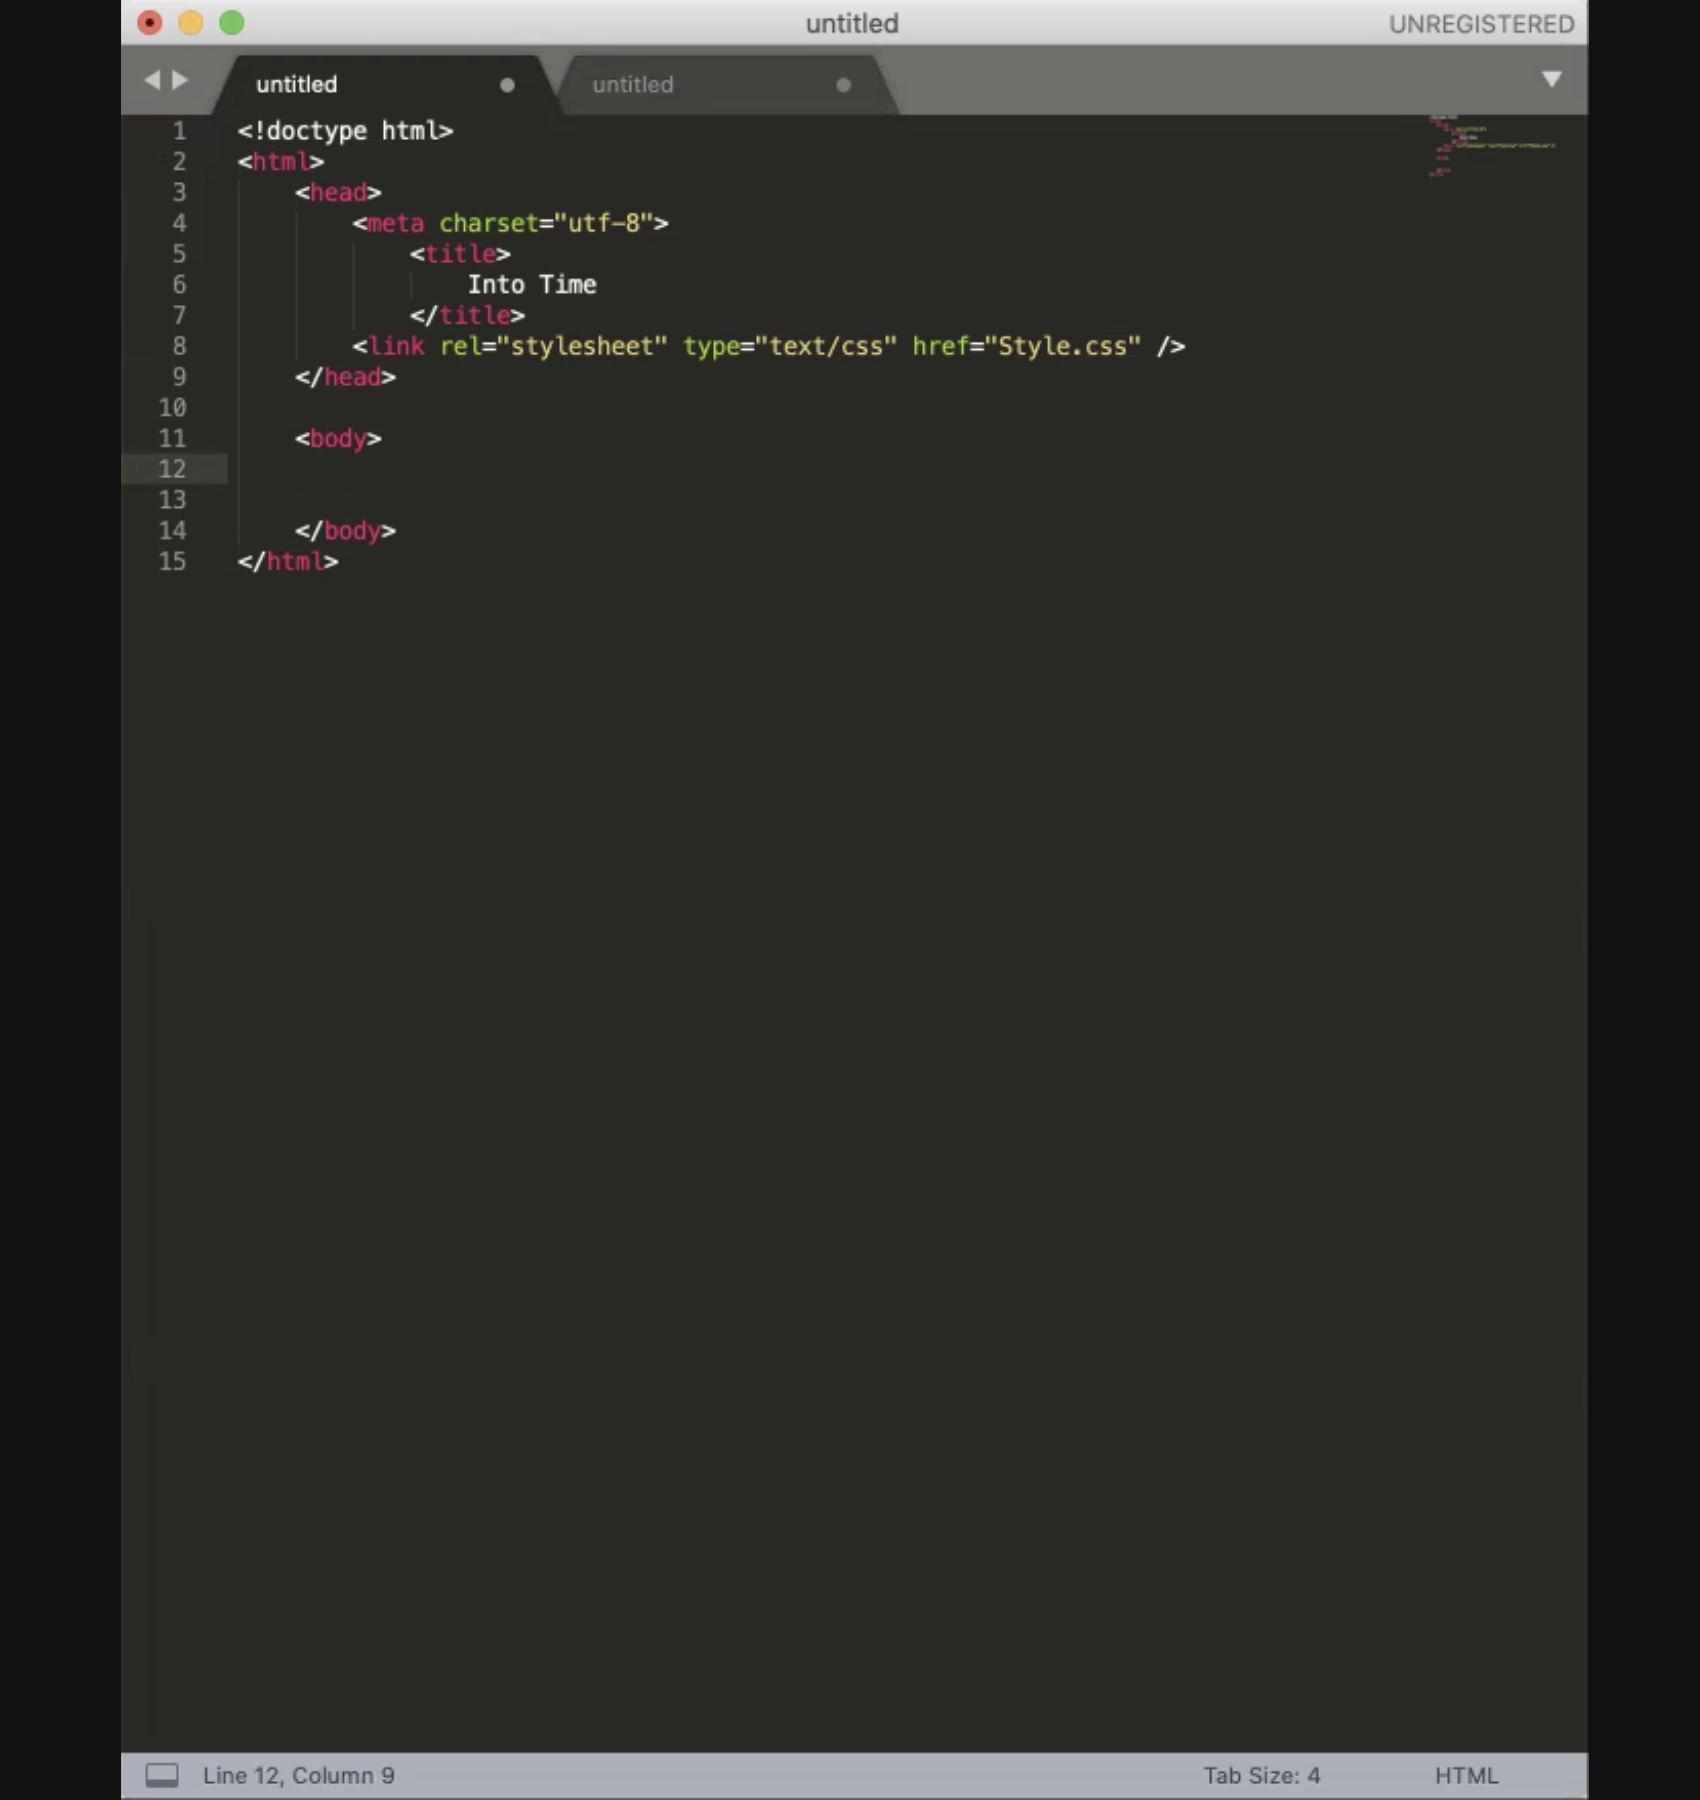 untitled UNREGISTERED
untitled untitled
1 <!doctype html>
2 <html>
3     <head>
4         <meta charset="utf-8">
5             <title>
6                 Into Time
7             </title>
8         <link rel="stylesheet" type="text/css" href="Style.css" />
9     </head>
10
11     <body>
12
13
14     </body>
15 </html>
Line 12, Column 9 Tab Size: 4 HTML